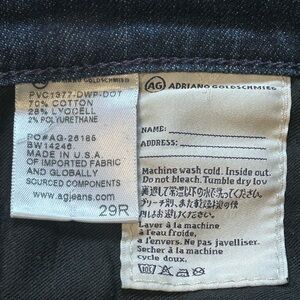 ADRIANO GOLDSCHMIED
PVC1377-DWP-DOT
70% COTTON
28% LYOCELL
2% POLYURETHANE
PO#AG-26185
BW14246
MADE IN U.S.A.
OF IMPORTED FABRIC
AND GLOBALLY
SOURCED COMPONENTS
www.agjeans.com
29R
AG ADRIANO GOLDSCHMIED
NAME:
ADDRESS:
Machine wash cold. Inside out.
Do not bleach. Tumble dry low
Laver à la machine
à l'eau froide,
à l'envers. Ne pas javelliser.
Sécher à la machine
cycle doux.